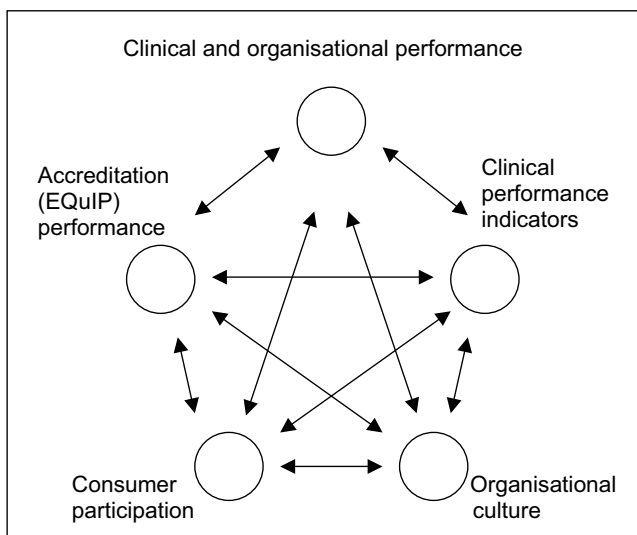 Clinical and organisational performance
Accreditation
(EQuIP)
performance
Clinical
performance
indicators
Consumer
participation
Organisational
culture